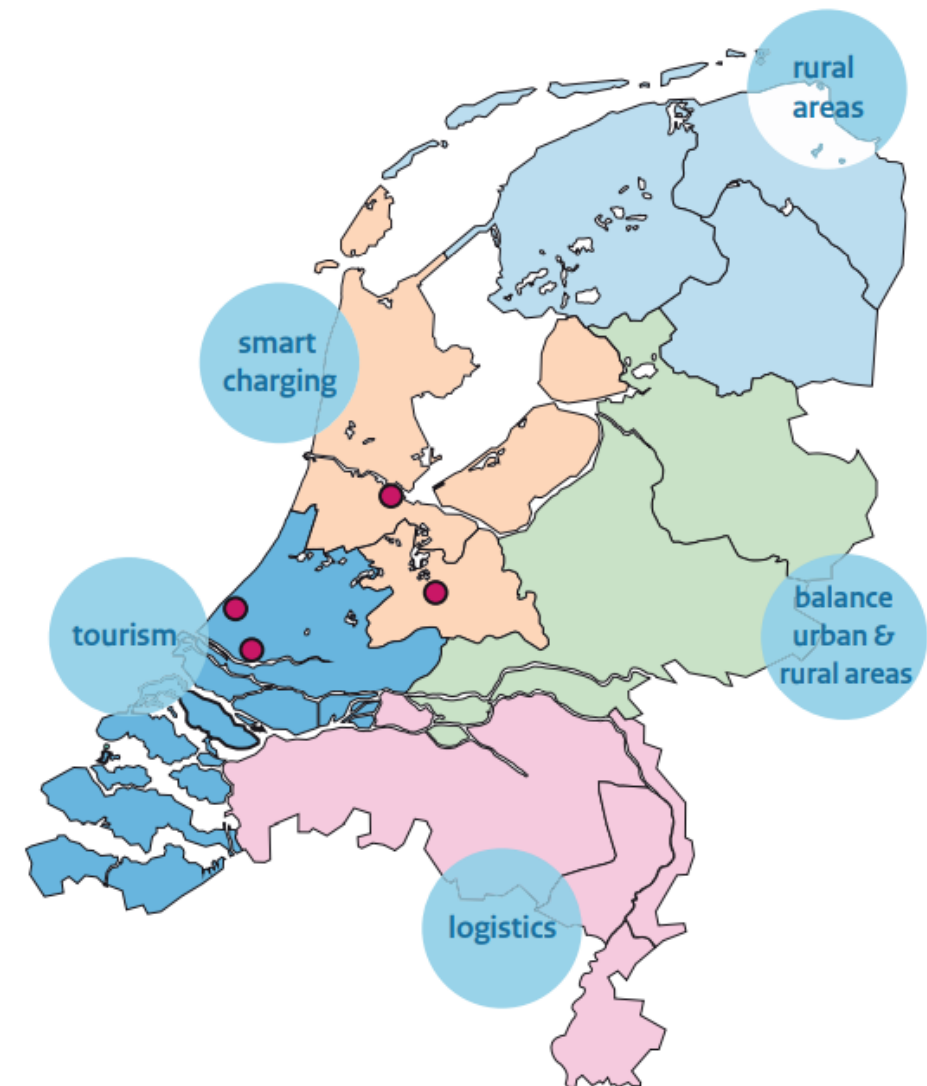 rural
areas
smart
charging
tourism
balance
urban &
rural areas
logistics